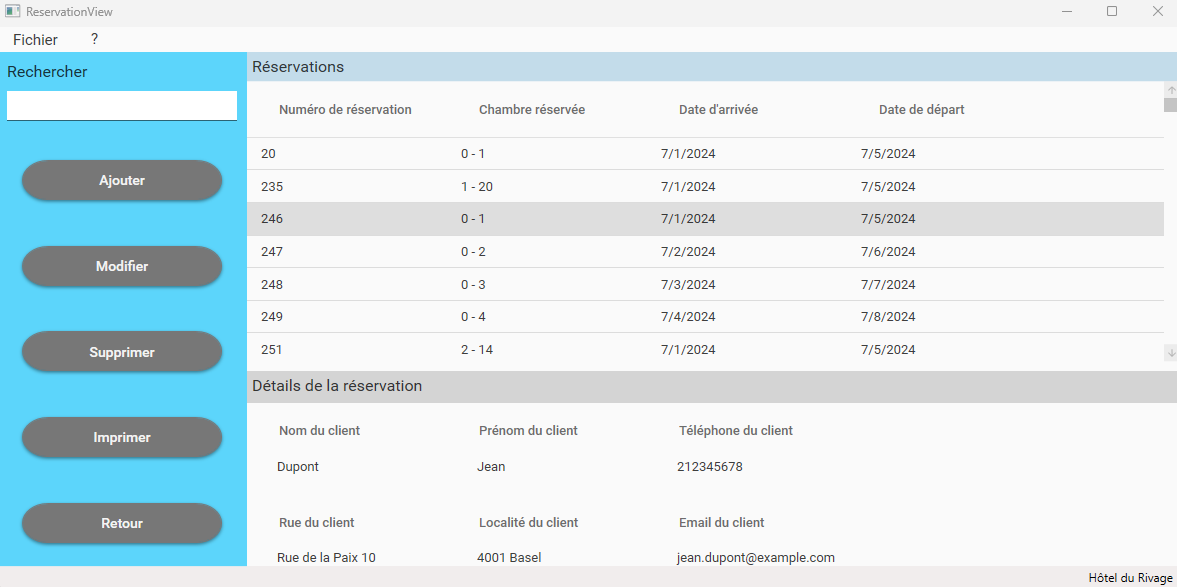 ReservationView
Fichier ?
Rechercher
Ajouter
Modifier
Supprimer
Imprimer
Retour
Réservations
Numéro de réservation Chambre réservée Date d'arrivée Date de départ
20 0 - 1 7/1/2024 7/5/2024
235 1 - 20 7/1/2024 7/5/2024
246 0 - 1 7/1/2024 7/5/2024
247 0 - 2 7/2/2024 7/6/2024
248 0 - 3 7/3/2024 7/7/2024
249 0 - 4 7/4/2024 7/8/2024
251 2 - 14 7/1/2024 7/5/2024
Détails de la réservation
Nom du client Prénom du client Téléphone du client
Dupont Jean 212345678
Rue du client Localité du client Email du client
Rue de la Paix 10 4001 Basel jean.dupont@example.com
Hôtel du Rivage